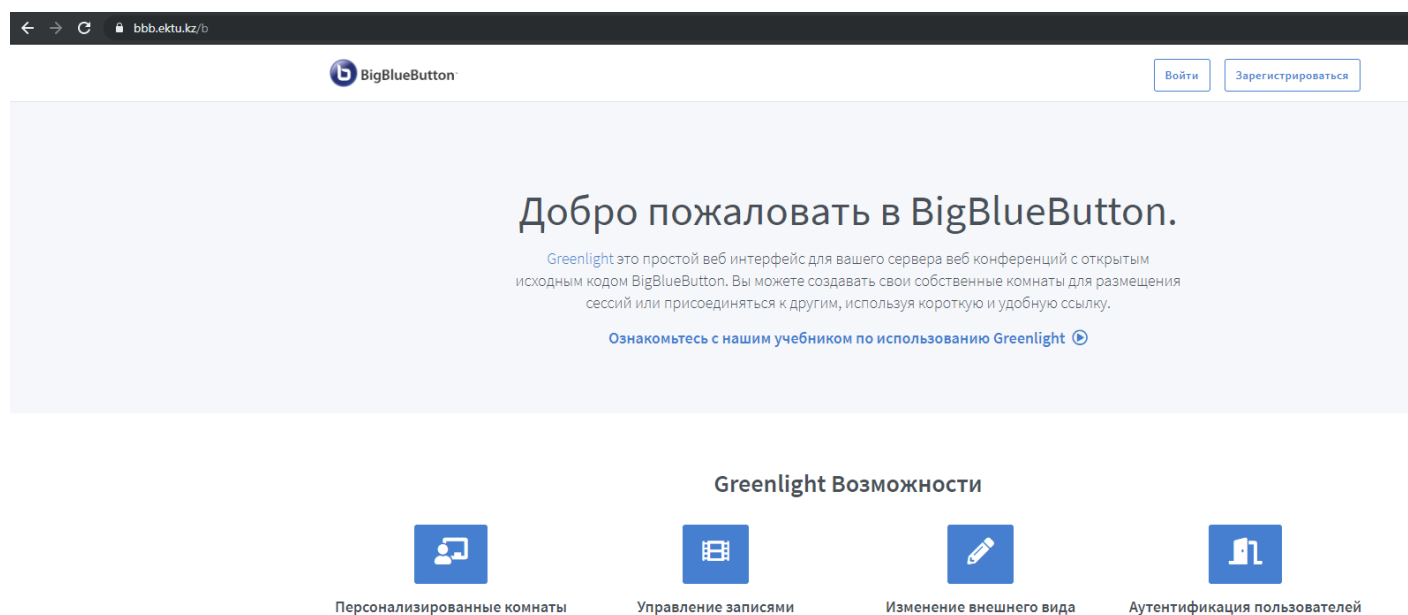 bbb.ektu.kz/b
b BigBlueButton
Войти
Зарегистрироваться
Добро пожаловать в BigBlueButton.
Greenlight это простой веб интерфейс для вашего сервера веб конференций с открытым
исходным кодом BigBlueButton. Вы можете создавать свои собственные комнаты для размещения
сессий или присоединяться к другим, используя короткую и удобную ссылку.
Ознакомьтесь с нашим учебником по использованию Greenlight
Greenlight Возможности
Персонализированные комнаты
Управление записями
Изменение внешнего вида
Аутентификация пользователей